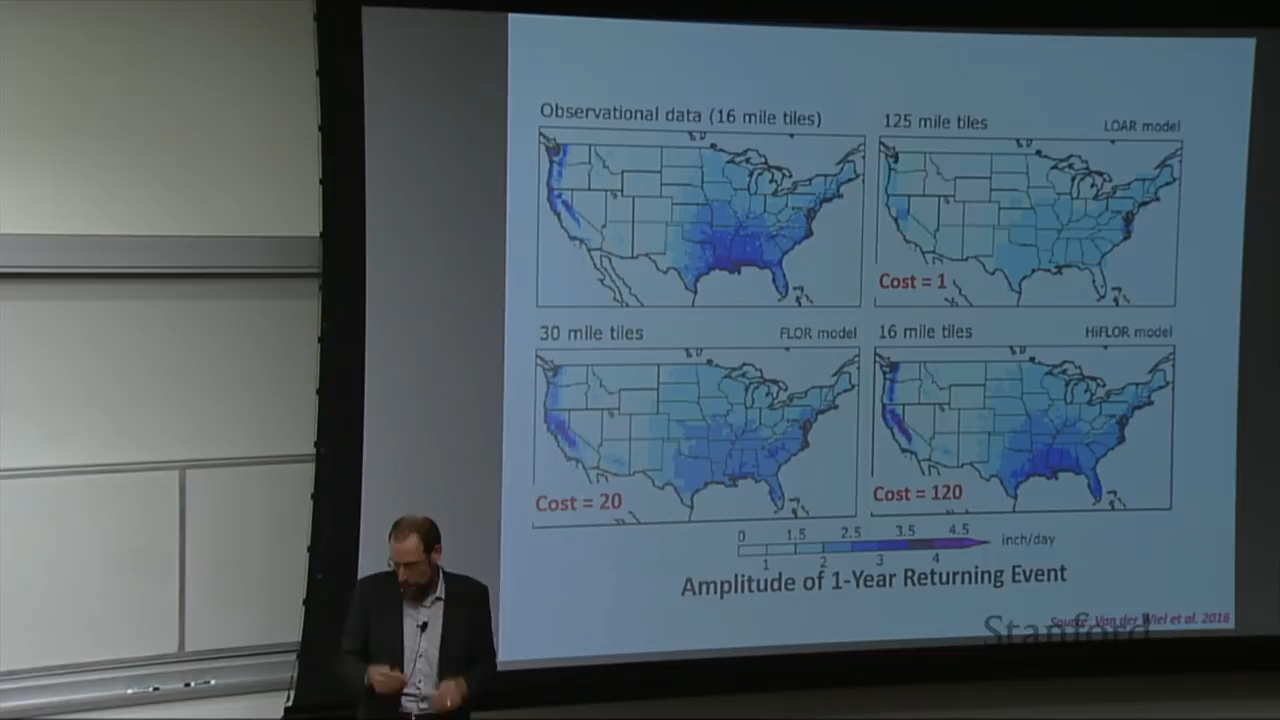 Observational data (16 mile tiles)
125 mile tiles LOAR model
Cost = 1
30 mile tiles FLOR model
16 mile tiles HiFLOR model
Cost = 20
Cost = 120
0 1.5 2.5 3.5 4.5
inch/day
1 2 3 4
Amplitude of 1-Year Returning Event
Source: Van der Wiel et al. 2016
Stanford